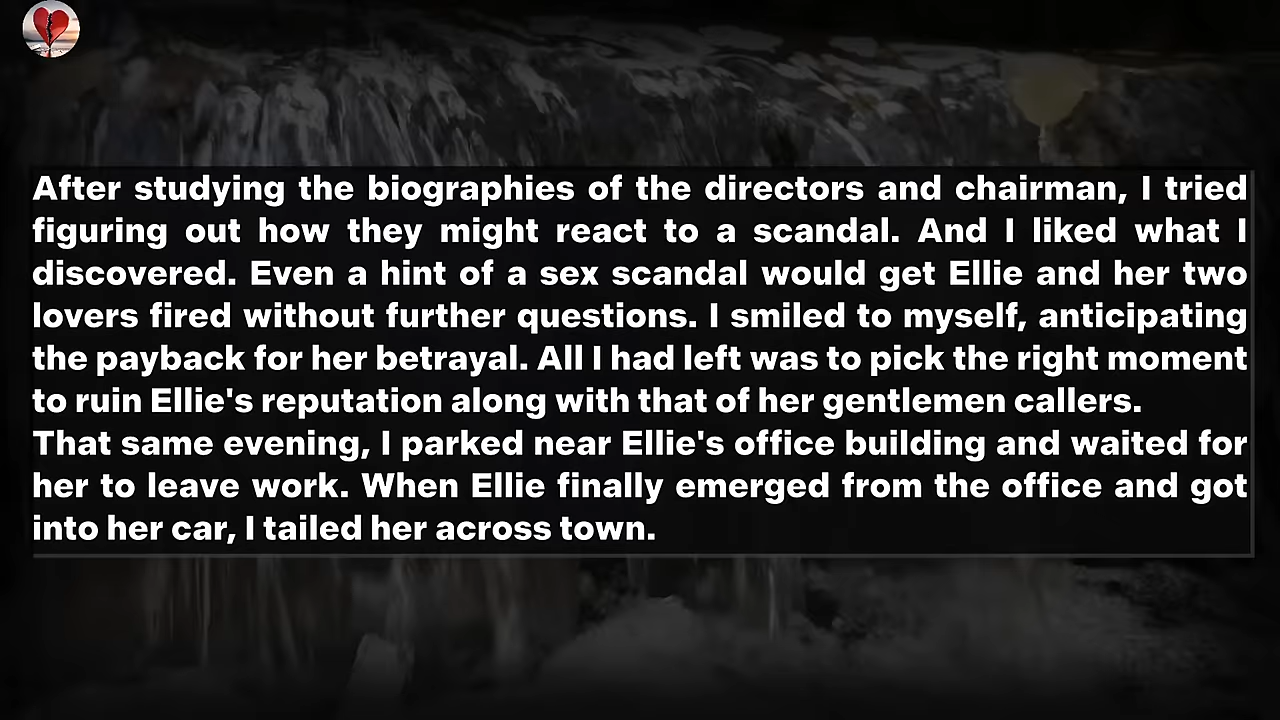 After studying the biographies of the directors and chairman, I tried
figuring out how they might react to a scandal. And I liked what I
discovered. Even a hint of a sex scandal would get Ellie and her two
lovers fired without further questions. I smiled to myself, anticipating
the payback for her betrayal. All I had left was to pick the right moment
to ruin Ellie's reputation along with that of her gentlemen callers.
That same evening, I parked near Ellie's office building and waited for
her to leave work. When Ellie finally emerged from the office and got
into her car, I tailed her across town.